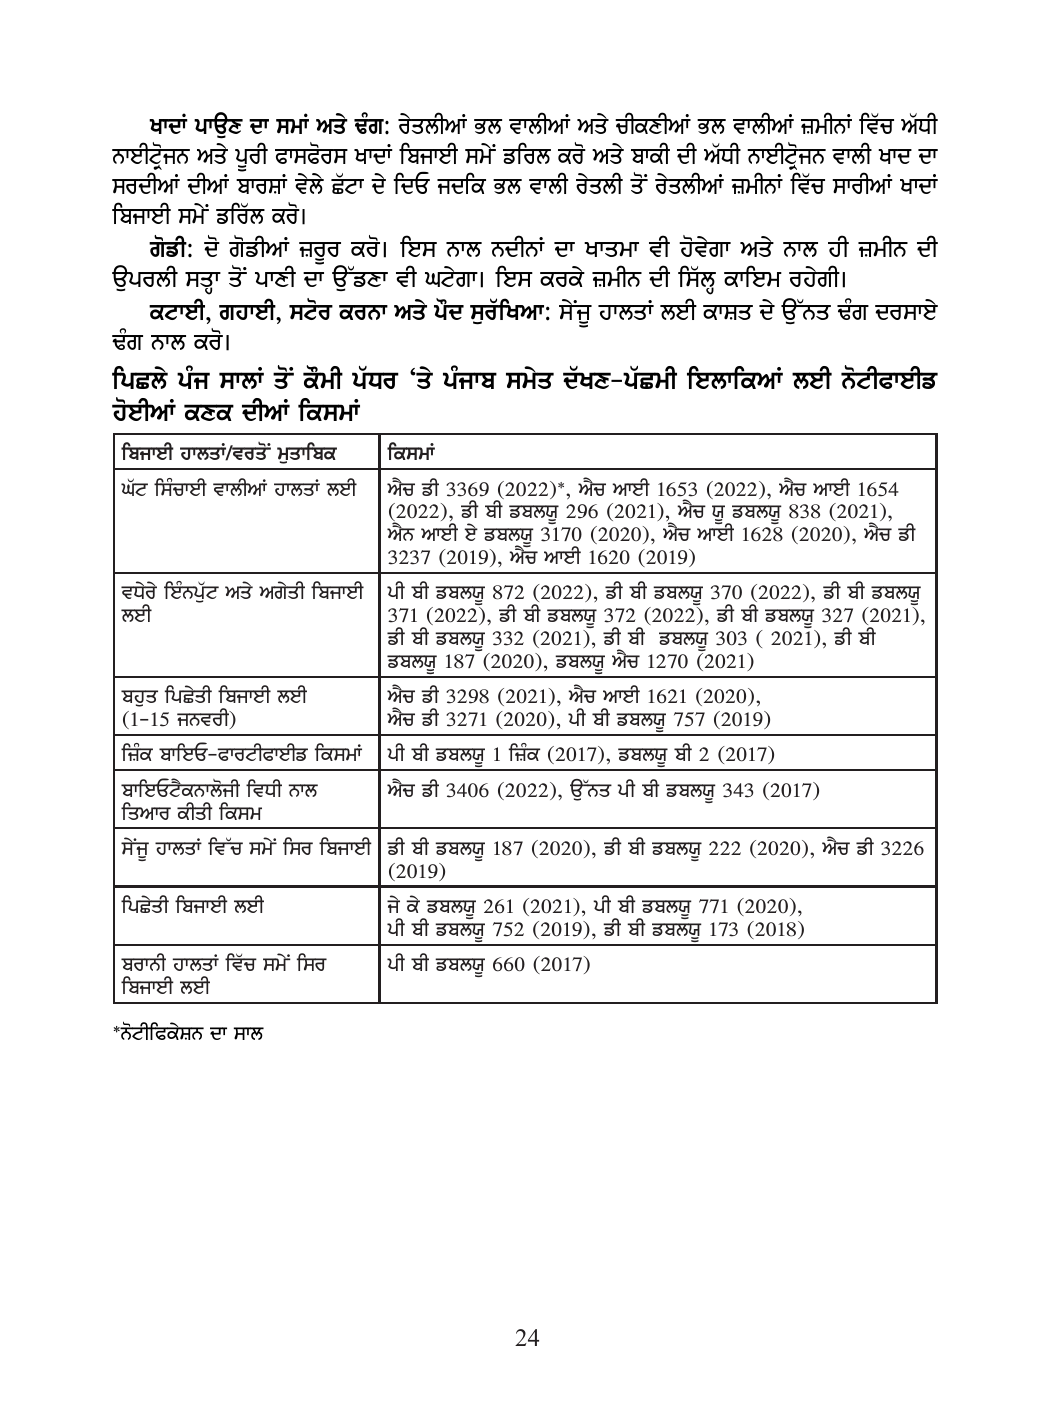 ਖਾਦਾਂ ਪਾਉਣ ਦਾ ਸਮਾਂ ਅਤੇ ਢੰਗ: ਰੇਤਲੀਆਂ ਭਲ ਵਾਲੀਆਂ ਅਤੇ ਚੀਕਣੀਆਂ ਭਲ ਵਾਲੀਆਂ ਜ਼ਮੀਨਾਂ ਵਿੱਚ ਅੱਧੀ
ਨਾਈਟ੍ਰੋਜਨ ਅਤੇ ਪੂਰੀ ਫਾਸਫੋਰਸ ਖਾਦਾਂ ਬਿਜਾਈ ਸਮੇਂ ਡਰਿਲ ਕਰੋ ਅਤੇ ਬਾਕੀ ਦੀ ਅੱਧੀ ਨਾਈਟ੍ਰੋਜਨ ਵਾਲੀ ਖਾਦ ਦਾ
ਸਰਦੀਆਂ ਦੀਆਂ ਬਾਰਸ਼ਾਂ ਵੇਲੇ ਛੱਟਾ ਦੇ ਦਿਓ ਜਦਕਿ ਭਲ ਵਾਲੀ ਰੇਤਲੀ ਤੋਂ ਰੇਤਲੀਆਂ ਜ਼ਮੀਨਾਂ ਵਿੱਚ ਸਾਰੀਆਂ ਖਾਦਾਂ
ਬਿਜਾਈ ਸਮੇਂ ਡਰਿੱਲ ਕਰੋ।
ਗੋਡੀ: ਦੋ ਗੋਡੀਆਂ ਜ਼ਰੂਰ ਕਰੋ। ਇਸ ਨਾਲ ਨਦੀਨਾਂ ਦਾ ਖਾਤਮਾ ਵੀ ਹੋਵੇਗਾ ਅਤੇ ਨਾਲ ਹੀ ਜ਼ਮੀਨ ਦੀ
ਉਪਰਲੀ ਸਤ੍ਹਾ ਤੋਂ ਪਾਣੀ ਦਾ ਉੱਡਣਾ ਵੀ ਘਟੇਗਾ। ਇਸ ਕਰਕੇ ਜ਼ਮੀਨ ਦੀ ਸਿੱਲ੍ਹ ਕਾਇਮ ਰਹੇਗੀ।
ਕਟਾਈ, ਗਹਾਈ, ਸਟੋਰ ਕਰਨਾ ਅਤੇ ਪੌਦ ਸੁਰੱਖਿਆ: ਸੇਂਜੂ ਹਾਲਤਾਂ ਲਈ ਕਾਸ਼ਤ ਦੇ ਉੱਨਤ ਢੰਗ ਦਰਸਾਏ
ਢੰਗ ਨਾਲ ਕਰੋ।
ਪਿਛਲੇ ਪੰਜ ਸਾਲਾਂ ਤੋਂ ਕੌਮੀ ਪੱਧਰ ‘ਤੇ ਪੰਜਾਬ ਸਮੇਤ ਦੱਖਣ-ਪੱਛਮੀ ਇਲਾਕਿਆਂ ਲਈ ਨੋਟੀਫਾਈਡ
ਹੋਈਆਂ ਕਣਕ ਦੀਆਂ ਕਿਸਮਾਂ
ਬਿਜਾਈ ਹਾਲਤਾਂ/ਵਰਤੋਂ ਮੁਤਾਬਿਕ
ਕਿਸਮਾਂ
ਘੱਟ ਸਿੰਚਾਈ ਵਾਲੀਆਂ ਹਾਲਤਾਂ ਲਈ
ਐਚ ਡੀ 3369 (2022)*, ਐਚ ਆਈ 1653 (2022), ਐਚ ਆਈ 1654
(2022), ਡੀ ਬੀ ਡਬਲਯੂ 296 (2021), ਐਚ ਯੂ ਡਬਲਯੂ 838 (2021),
ਐਨ ਆਈ ਏ ਡਬਲਯੂ 3170 (2020), ਐਚ ਆਈ 1628 (2020), ਐਚ ਡੀ
3237 (2019), ਐਚ ਆਈ 1620 (2019)
ਵਧੇਰੇ ਇੰਨਪੁੱਟ ਅਤੇ ਅਗੇਤੀ ਬਿਜਾਈ
ਲਈ
ਪੀ ਬੀ ਡਬਲਯੂ 872 (2022), ਡੀ ਬੀ ਡਬਲਯੂ 370 (2022), ਡੀ ਬੀ ਡਬਲਯੂ
371 (2022), ਡੀ ਬੀ ਡਬਲਯੂ 372 (2022), ਡੀ ਬੀ ਡਬਲਯੂ 327 (2021),
ਡੀ ਬੀ ਡਬਲਯੂ 332 (2021), ਡੀ ਬੀ  ਡਬਲਯੂ 303 ( 2021), ਡੀ ਬੀ
ਡਬਲਯੂ 187 (2020), ਡਬਲਯੂ ਐਚ 1270 (2021)
ਬਹੁਤ ਪਿਛੇਤੀ ਬਿਜਾਈ ਲਈ
(1-15 ਜਨਵਰੀ)
ਐਚ ਡੀ 3298 (2021), ਐਚ ਆਈ 1621 (2020),
ਐਚ ਡੀ 3271 (2020), ਪੀ ਬੀ ਡਬਲਯੂ 757 (2019)
ਜ਼ਿੰਕ ਬਾਇਓ-ਫਾਰਟੀਫਾਈਡ ਕਿਸਮਾਂ
ਪੀ ਬੀ ਡਬਲਯੂ 1 ਜ਼ਿੰਕ (2017), ਡਬਲਯੂ ਬੀ 2 (2017)
ਬਾਇਓਟੈਕਨਾਲੋਜੀ ਵਿਧੀ ਨਾਲ
ਤਿਆਰ ਕੀਤੀ ਕਿਸਮ
ਐਚ ਡੀ 3406 (2022), ਉੱਨਤ ਪੀ ਬੀ ਡਬਲਯੂ 343 (2017)
ਸੇਂਜੂ ਹਾਲਤਾਂ ਵਿੱਚ ਸਮੇਂ ਸਿਰ ਬਿਜਾਈ
ਡੀ ਬੀ ਡਬਲਯੂ 187 (2020), ਡੀ ਬੀ ਡਬਲਯੂ 222 (2020), ਐਚ ਡੀ 3226
(2019)
ਪਿਛੇਤੀ ਬਿਜਾਈ ਲਈ
ਜੇ ਕੇ ਡਬਲਯੂ 261 (2021), ਪੀ ਬੀ ਡਬਲਯੂ 771 (2020),
ਪੀ ਬੀ ਡਬਲਯੂ 752 (2019), ਡੀ ਬੀ ਡਬਲਯੂ 173 (2018)
ਬਰਾਨੀ ਹਾਲਤਾਂ ਵਿੱਚ ਸਮੇਂ ਸਿਰ
ਬਿਜਾਈ ਲਈ
ਪੀ ਬੀ ਡਬਲਯੂ 660 (2017)
*ਨੋਟੀਫਿਕੇਸ਼ਨ ਦਾ ਸਾਲ
24